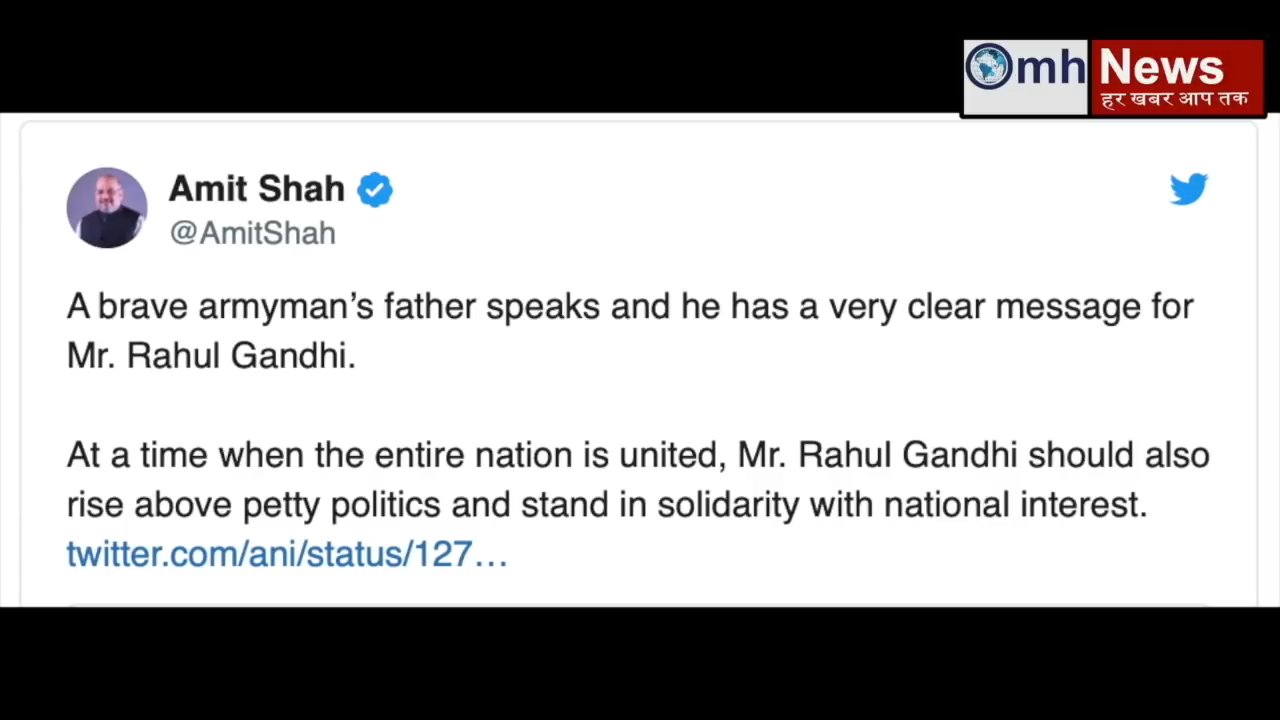 mh News
हर खबर आप तक
Amit Shah
@AmitShah
A brave armyman’s father speaks and he has a very clear message for
Mr. Rahul Gandhi.
At a time when the entire nation is united, Mr. Rahul Gandhi should also
rise above petty politics and stand in solidarity with national interest.
twitter.com/ani/status/127…